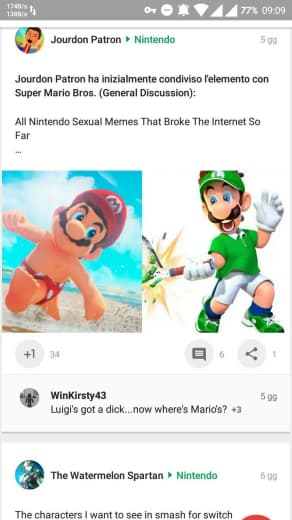 174B/s
138B/s
77% 09:09
Jourdon Patron ▸ Nintendo 5 gg
Jourdon Patron ha inizialmente condiviso l'elemento con
Super Mario Bros. (General Discussion):
All Nintendo Sexual Memes That Broke The Internet So
Far
...
+1 34 6 1
WinKirsty43 5 gg
Luigi's got a dick...now where's Mario's? +3
The Watermelon Spartan ▸ Nintendo 6 gg
The characters I want to see in smash for switch